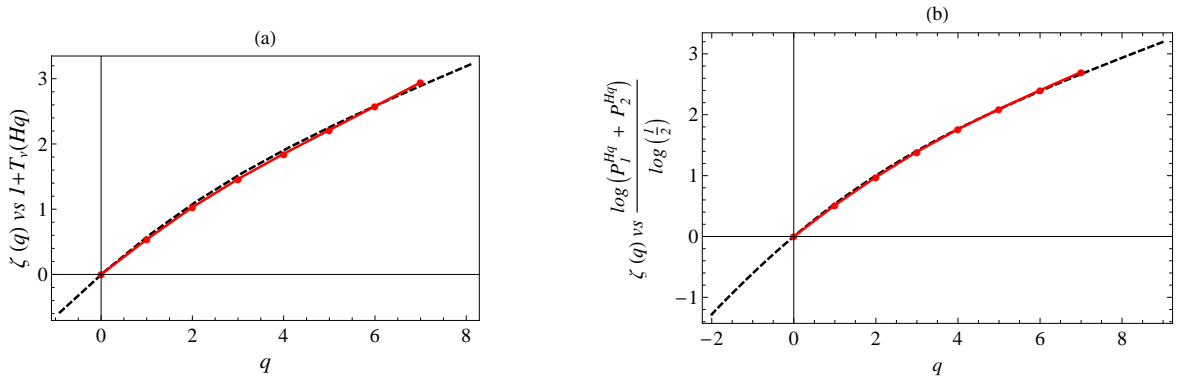 (a)
ζ (q) vs 1+T_v(Hq)
3
2
1
0
0 2 4 6 8
q
(b)
ζ (q) vs log(P_1^{Hq} + P_2^{Hq}) / log(1/2)
3
2
1
0
−1
−2 0 2 4 6 8
q